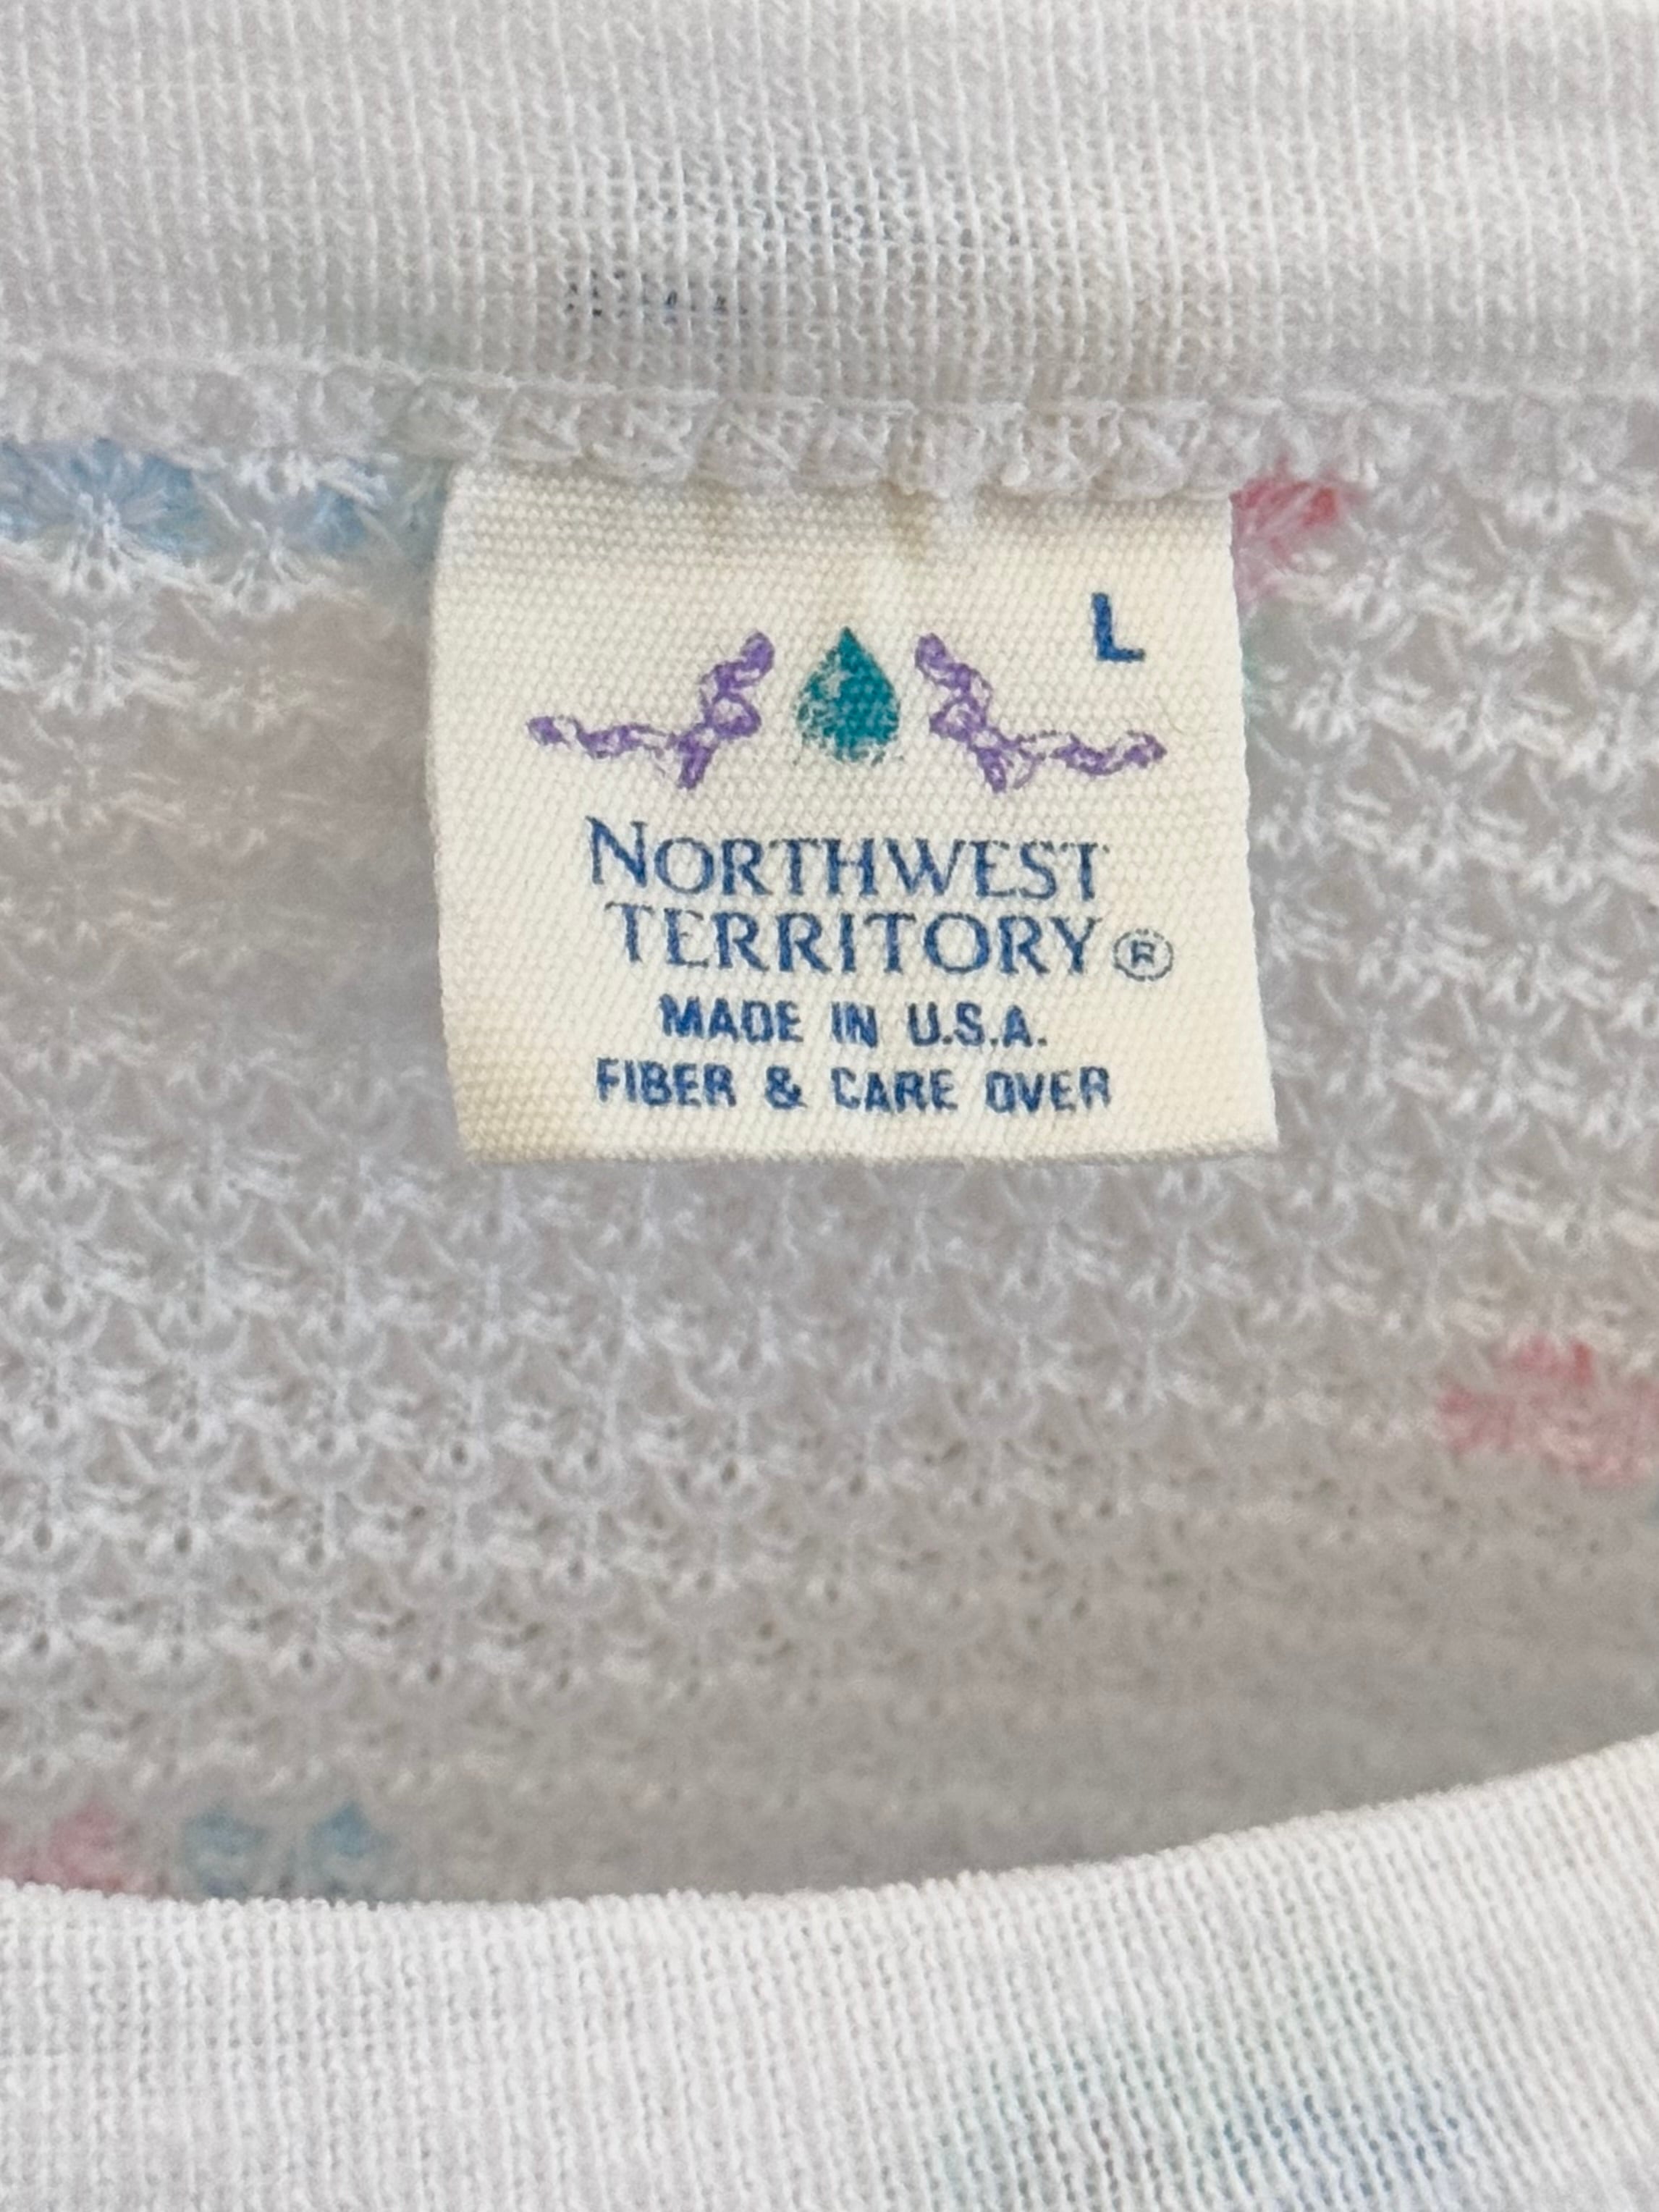 L
NORTHWEST
TERRITORY®
MADE IN U.S.A.
FIBER & CARE OVER